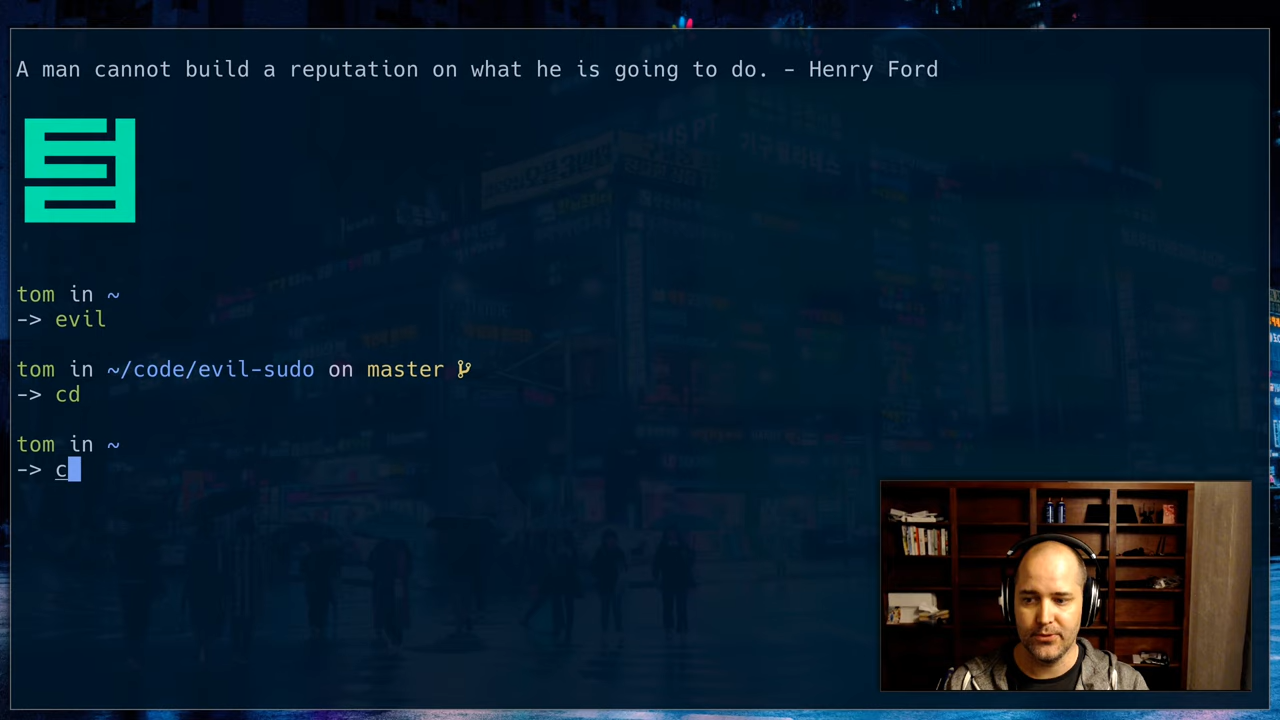 A man cannot build a reputation on what he is going to do. - Henry Ford
tom in ~
-> evil
tom in ~/code/evil-sudo on master
-> cd
tom in ~
-> c